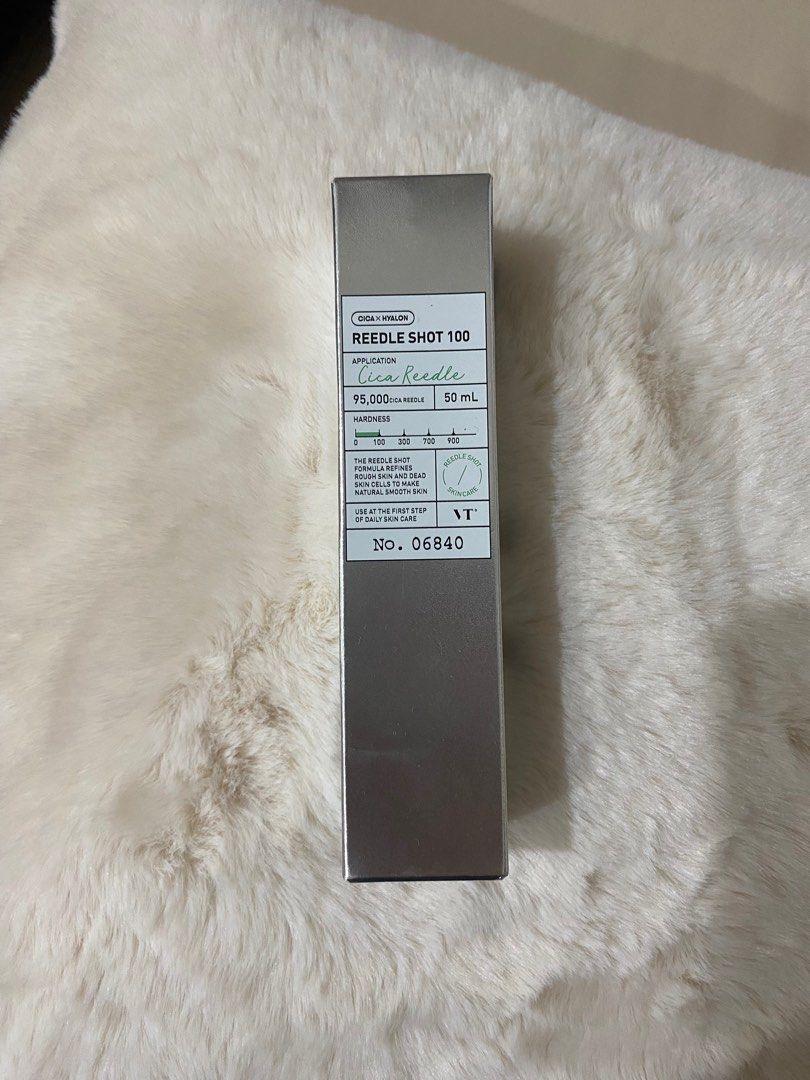 CICA × HYALON
REEDLE SHOT 100
APPLICATION
Cica Reedle
95,000 CICA REEDLE
50 mL
HARDNESS
0 100 300 700 900
THE REEDLE SHOT
FORMULA REFINES
ROUGH SKIN AND DEAD
SKIN CELLS TO MAKE
NATURAL SMOOTH SKIN
REEDLE SHOT
SKINCARE
USE AT THE FIRST STEP
OF DAILY SKIN CARE
VT
No. 06840